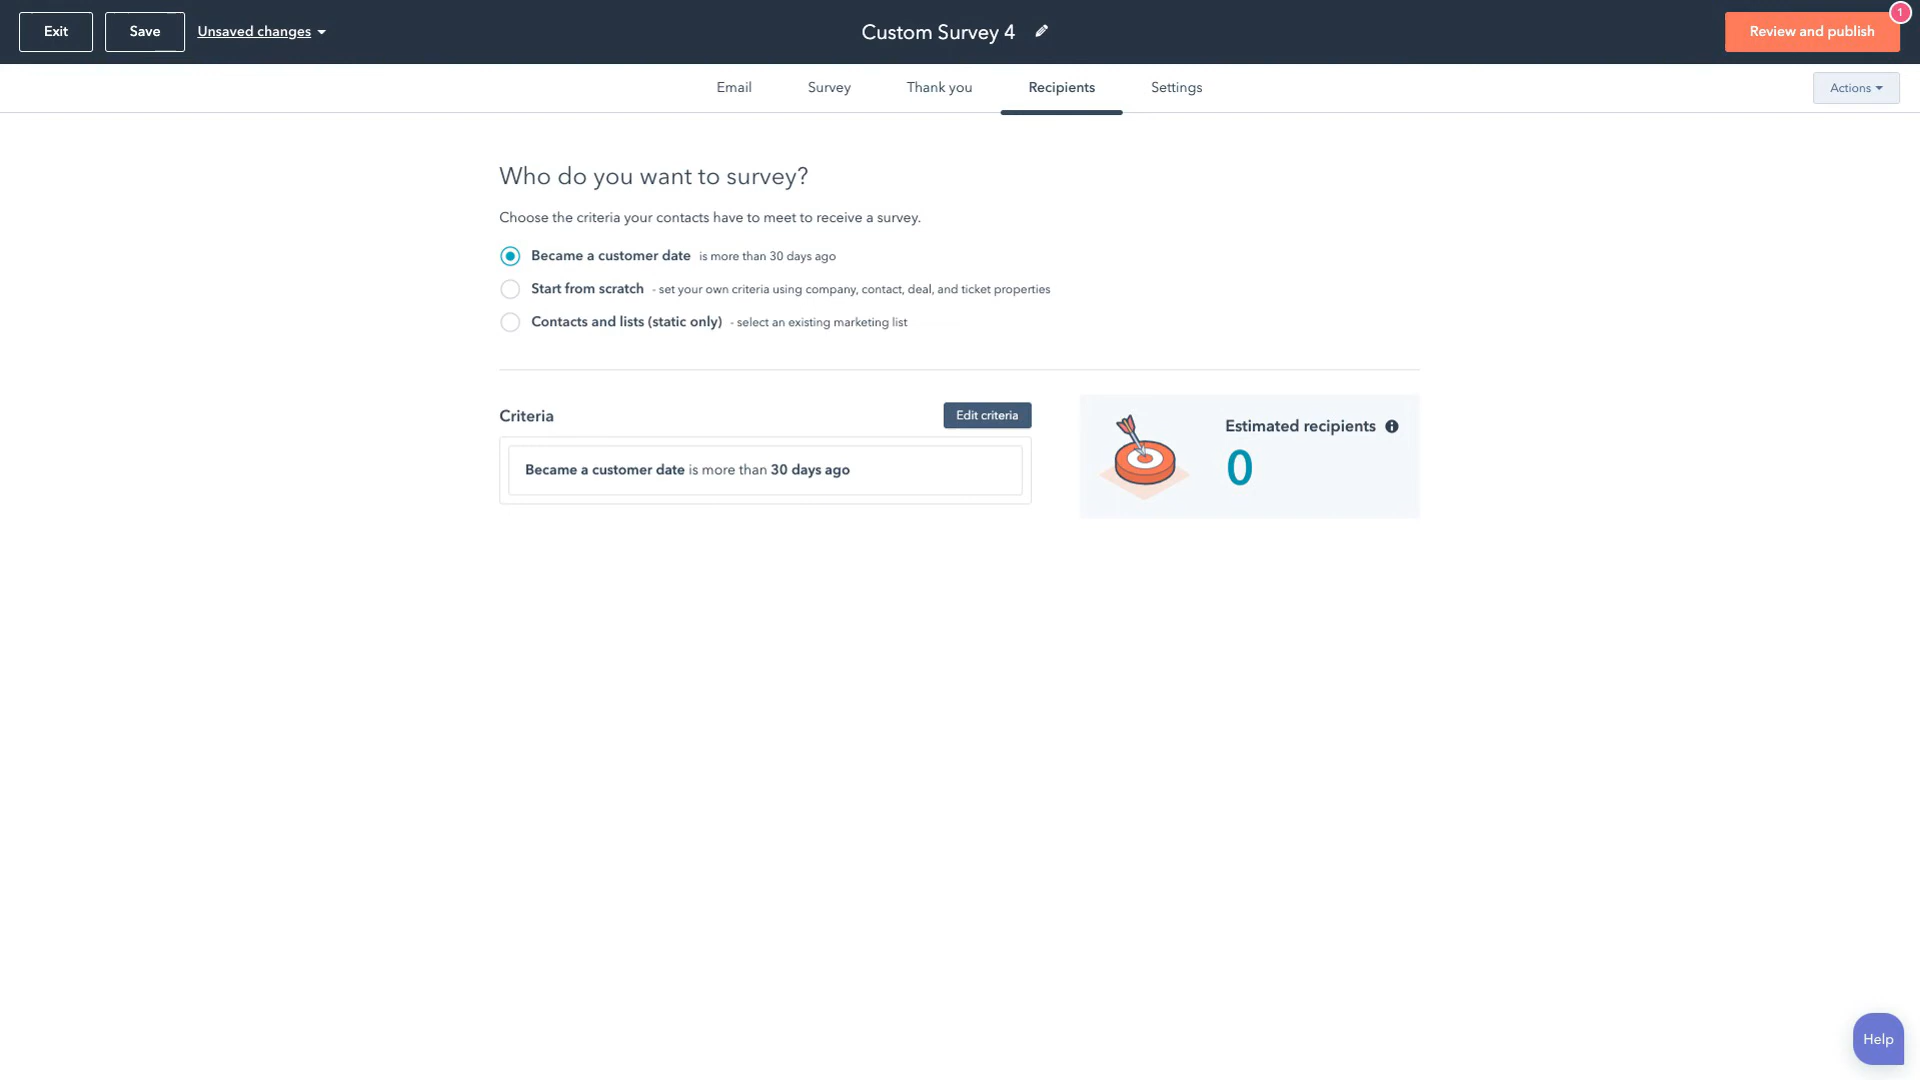 Exit
Save
Unsaved changes
Custom Survey 4
Review and publish
1
Email
Survey
Thank you
Recipients
Settings
Actions
Who do you want to survey?
Choose the criteria your contacts have to meet to receive a survey.
Became a customer date is more than 30 days ago
Start from scratch - set your own criteria using company, contact, deal, and ticket properties
Contacts and lists (static only) - select an existing marketing list
Criteria
Edit criteria
Became a customer date is more than 30 days ago
Estimated recipients
0
Help